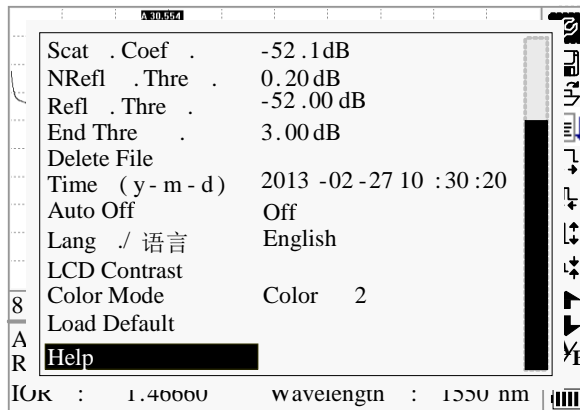 A 30.554
Scat . Coef . -52 .1dB
NRefl . Thre . 0.20 dB
Refl . Thre . -52 .00 dB
End Thre . 3.00 dB
Delete File
Time ( y - m - d ) 2013 -02 -27 10 :30 :20
Auto Off Off
Lang ./ 语言 English
LCD Contrast
Color Mode Color 2
8
Load Default
A
Help
R
IOR : 1.46660 Wavelength : 1550 nm